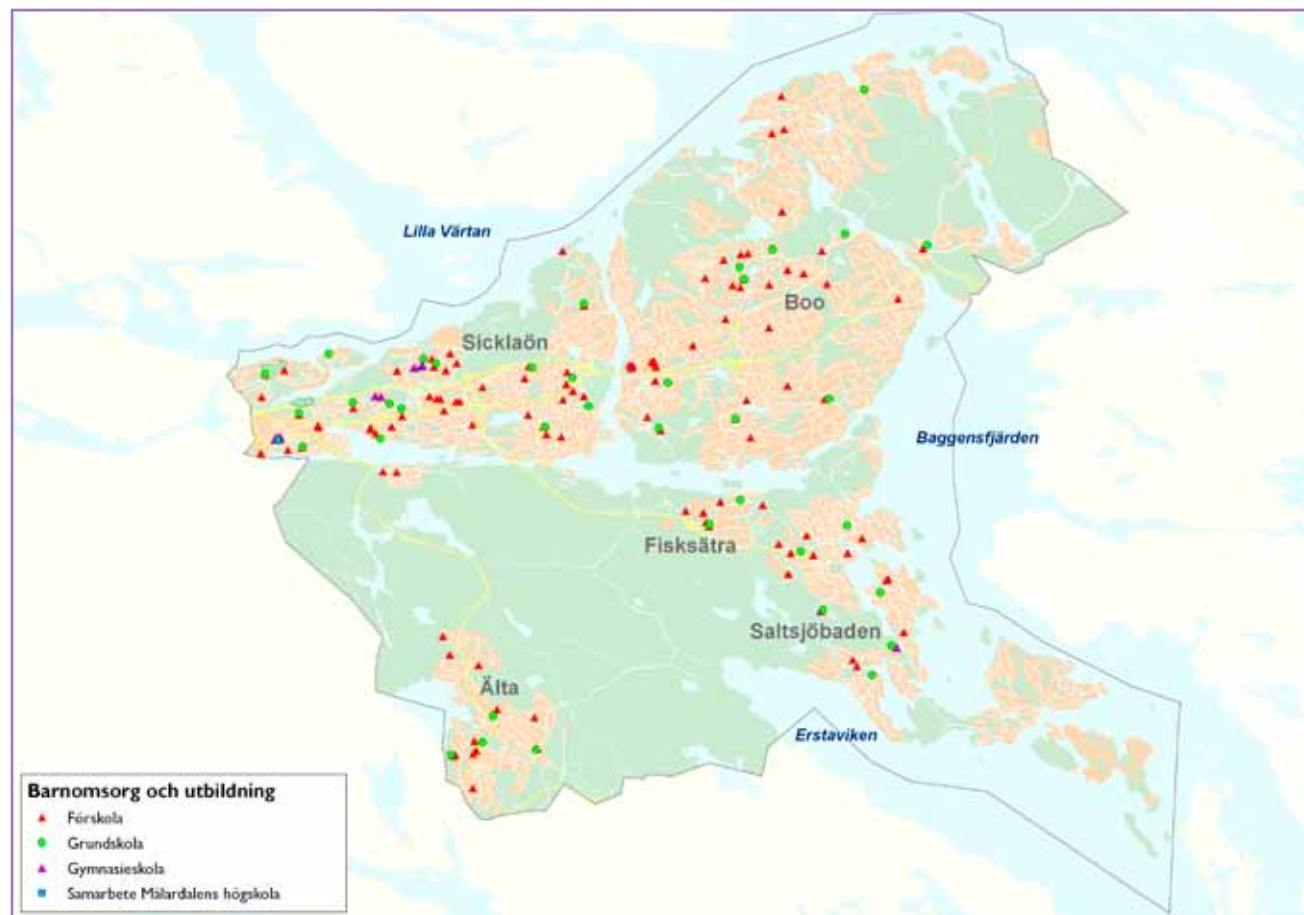 Lilla Värtan
Boo
Sicklaön
Baggensfjärden
Fisksätra
Saltsjöbaden
Älta
Erstaviken
Barnomsorg och utbildning
Förskola
Grundskola
Gymnasieskola
Samarbete Mälardalens högskola